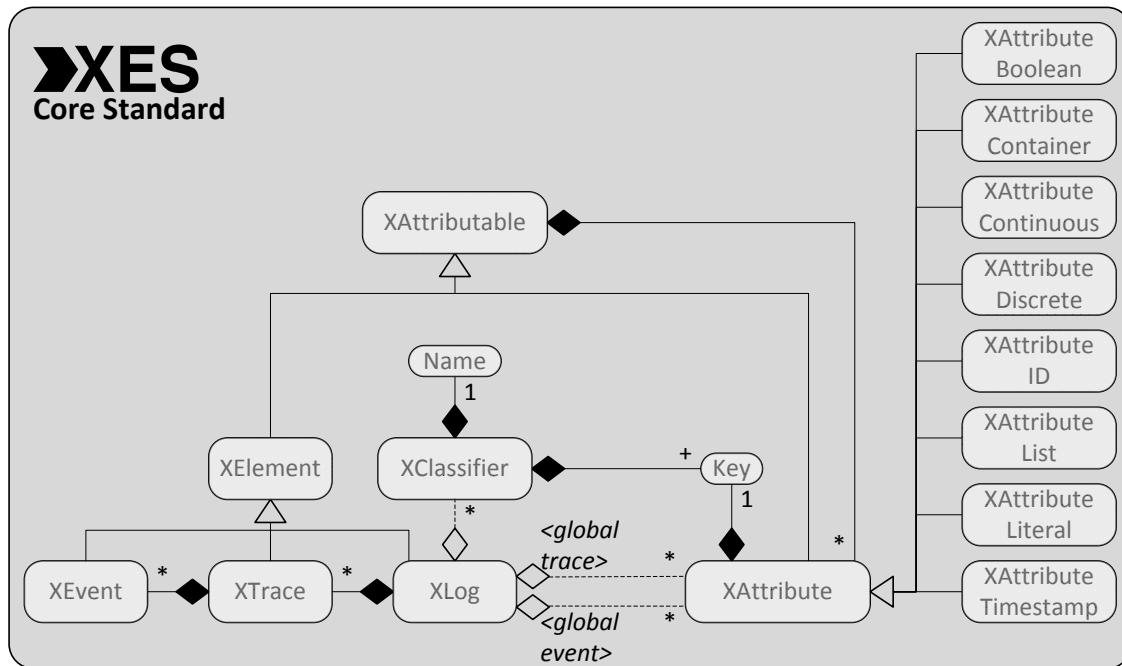 XES
Core Standard
XAttribute
Boolean
XAttribute
Container
XAttribute
Continuous
XAttribute
Discrete
XAttribute
ID
XAttribute
List
XAttribute
Literal
XAttribute
Timestamp
XAttributable
*
Name
1
XElement
XClassifier
+
Key
1
*
<global
trace>
*
XEvent
*
XTrace
*
XLog
XAttribute
*
<global
event>